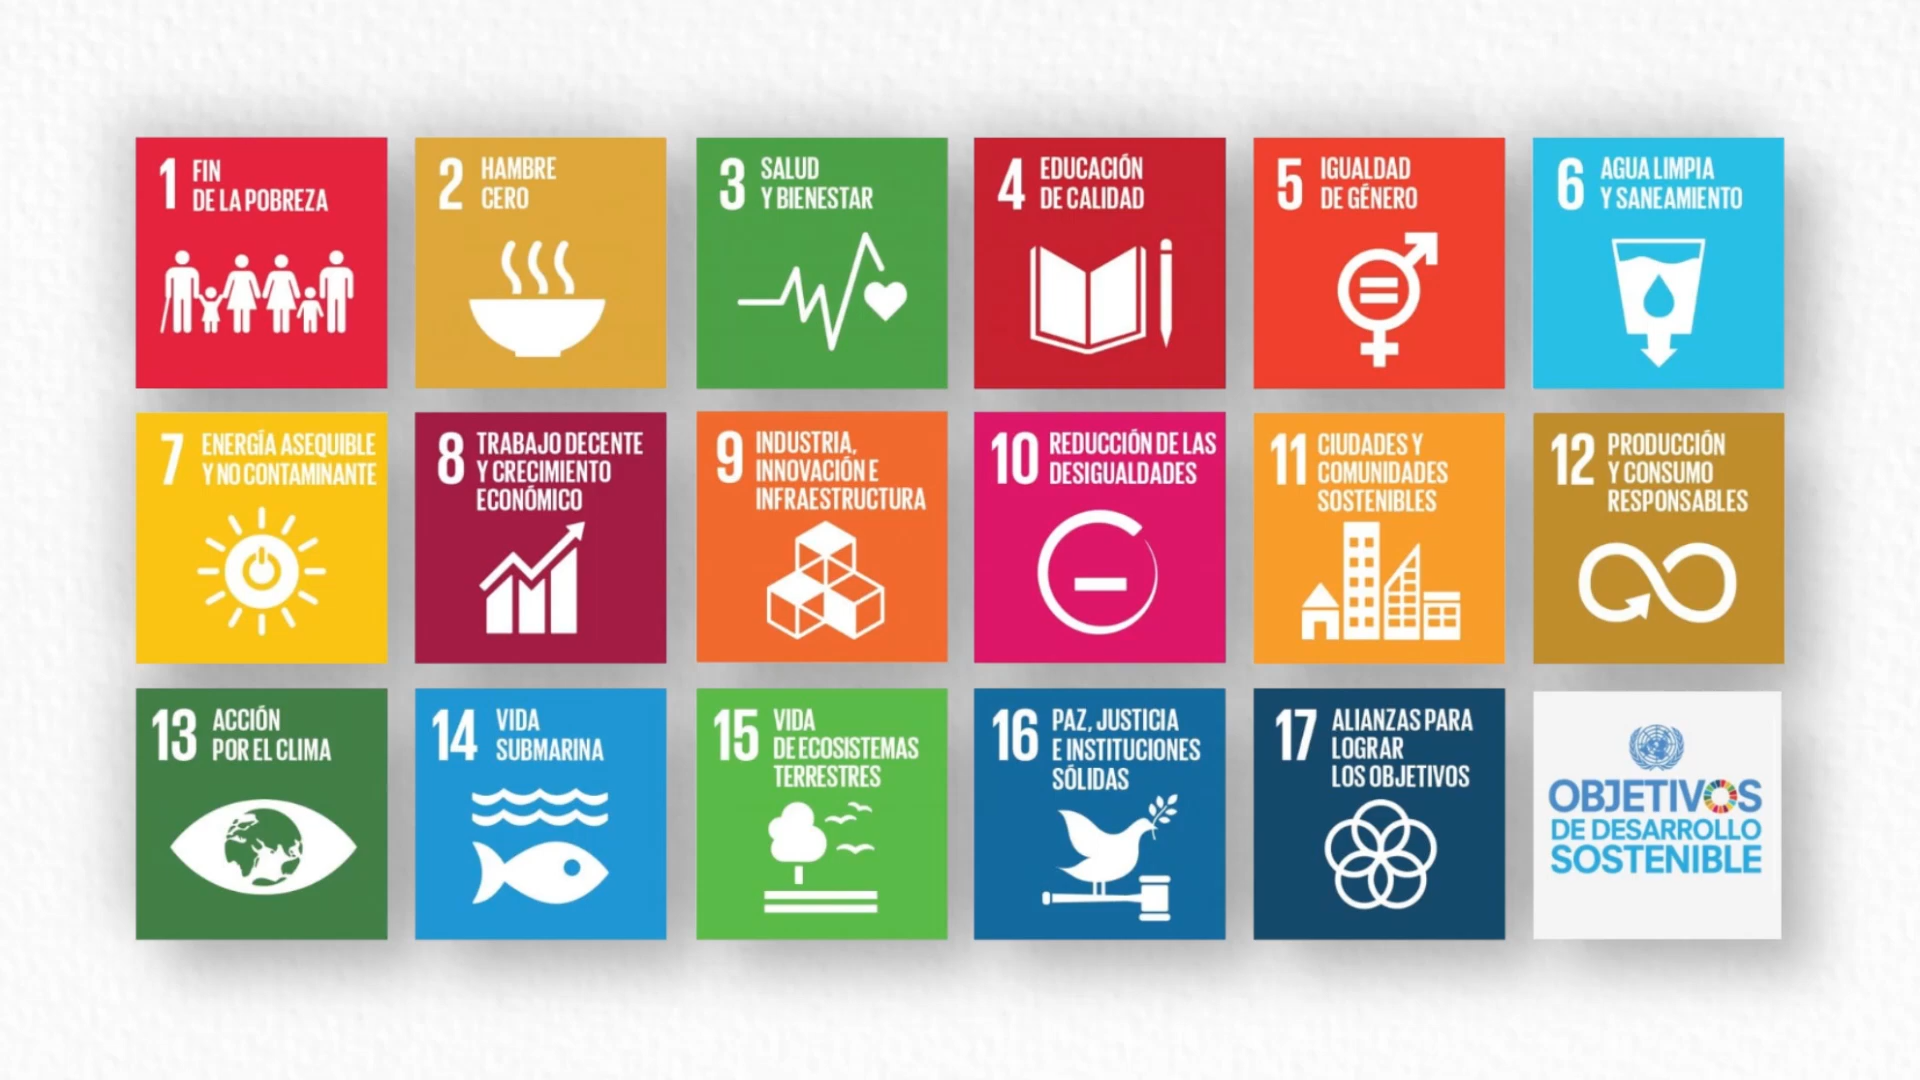 1 FIN
DE LA POBREZA
2 HAMBRE
CERO
3 SALUD
Y BIENESTAR
4 EDUCACIÓN
DE CALIDAD
5 IGUALDAD
DE GÉNERO
6 AGUA LIMPIA
Y SANEAMIENTO
7 ENERGÍA ASEQUIBLE
Y NO CONTAMINANTE
8 TRABAJO DECENTE
Y CRECIMIENTO
ECONÓMICO
9 INDUSTRIA,
INNOVACIÓN E
INFRAESTRUCTURA
10 REDUCCIÓN DE LAS
DESIGUALDADES
11 CIUDADES Y
COMUNIDADES
SOSTENIBLES
12 PRODUCCIÓN
Y CONSUMO
RESPONSABLES
13 ACCIÓN
POR EL CLIMA
14 VIDA
SUBMARINA
15 VIDA
DE ECOSISTEMAS
TERRESTRES
16 PAZ, JUSTICIA
E INSTITUCIONES
SÓLIDAS
17 ALIANZAS PARA
LOGRAR
LOS OBJETIVOS
OBJETIVOS
DE DESARROLLO
SOSTENIBLE